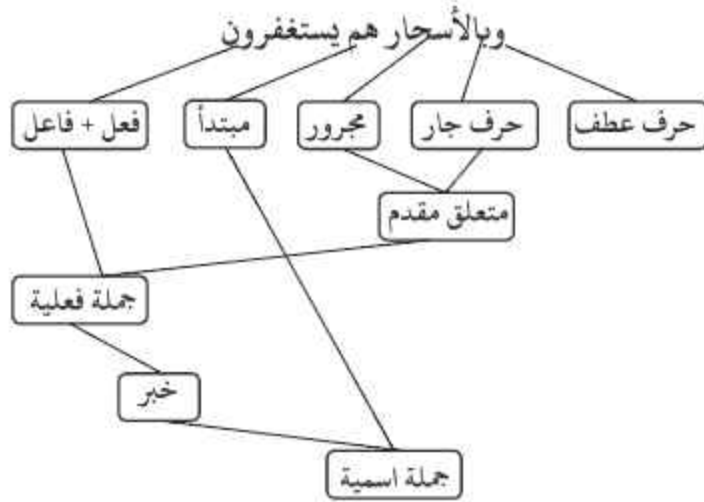 وبالأسحار هم يستغفرون
حرف عطف
حرف جار
مجرور
مبتدأ
فعل + فاعل
متعلق مقدم
جملة فعلية
خبر
جملة اسمية